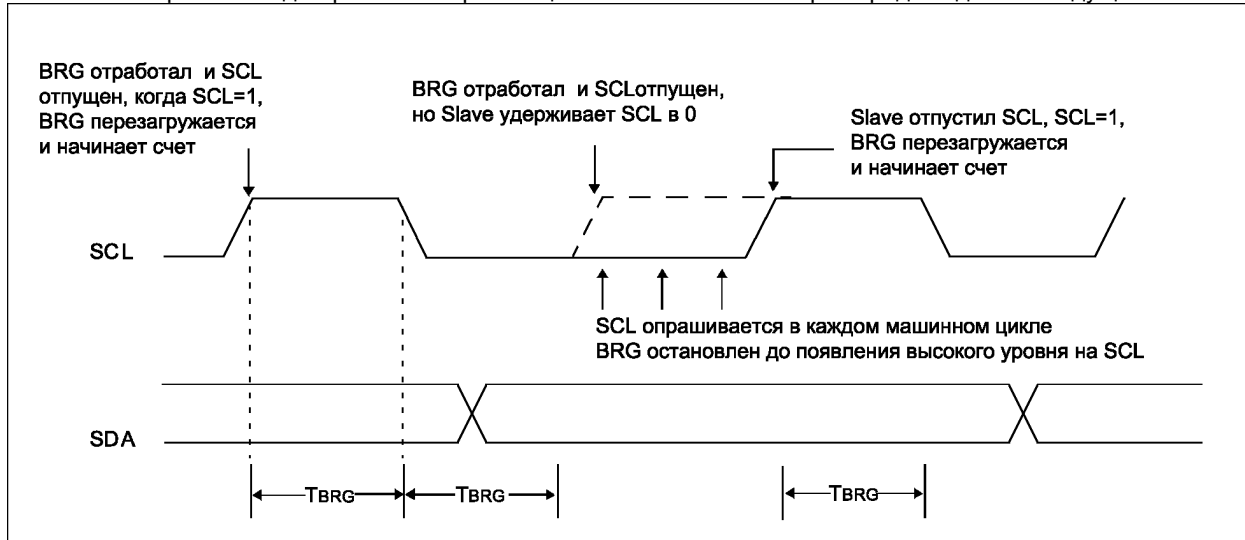 BRG отработал и SCL
отпущен, когда SCL=1,
BRG перезагружается
и начинает счет
BRG отработал и SCLотпущен,
но Slave удерживает SCL в 0
Slave отпустил SCL, SCL=1,
BRG перезагружается
и начинает счет
SCL
SCL опрашивается в каждом машинном цикле
BRG остановлен до появления высокого уровня на SCL
SDA
TBRG
TBRG
TBRG